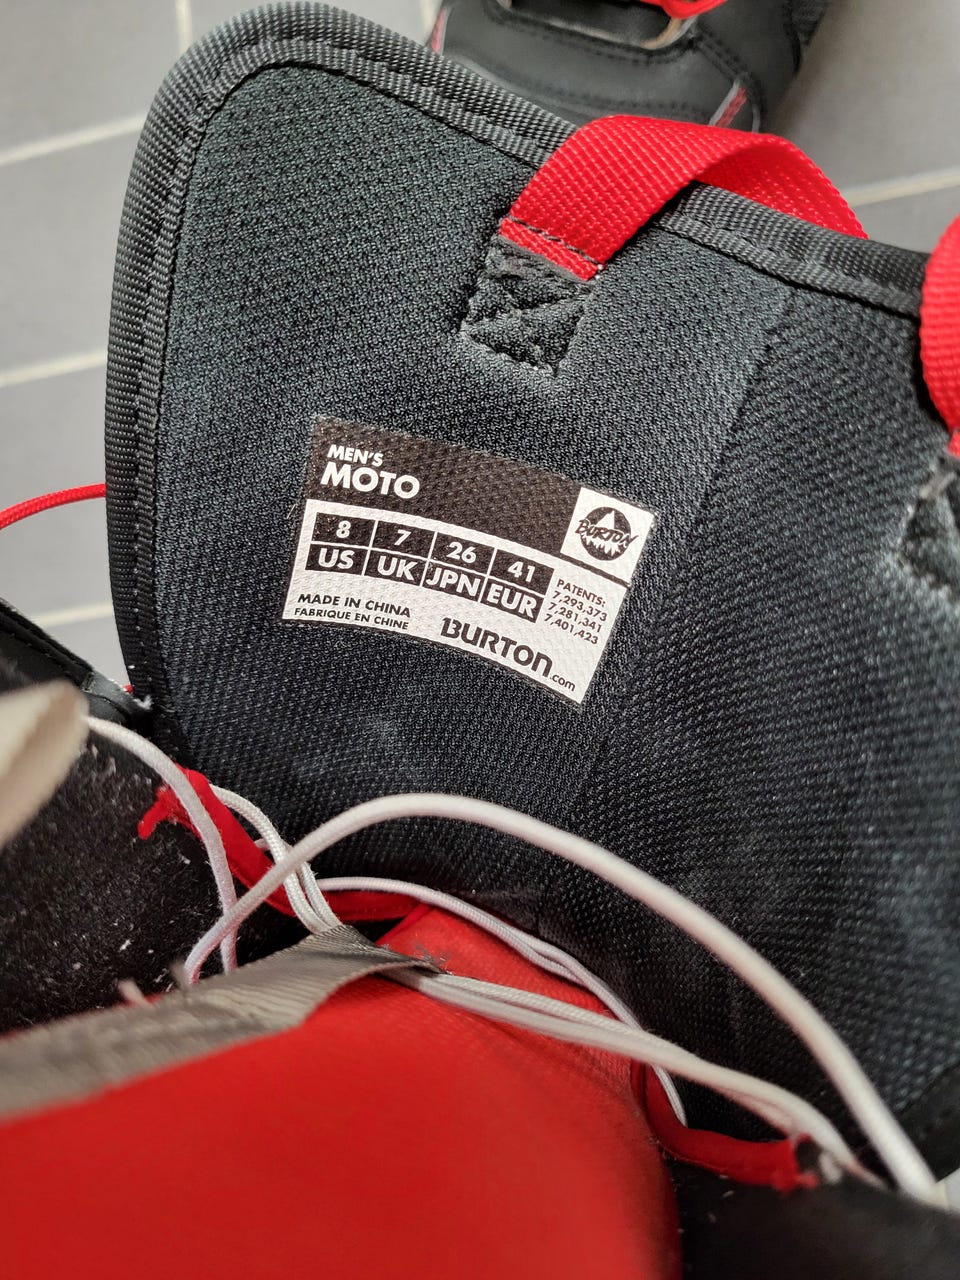 MEN'S
MOTO
BURTON
8 7 26 41
US UK JPN EUR
PATENTS:
7,293,373
7,281,341
7,401,423
MADE IN CHINA
FABRIQUE EN CHINE
BURTON.com